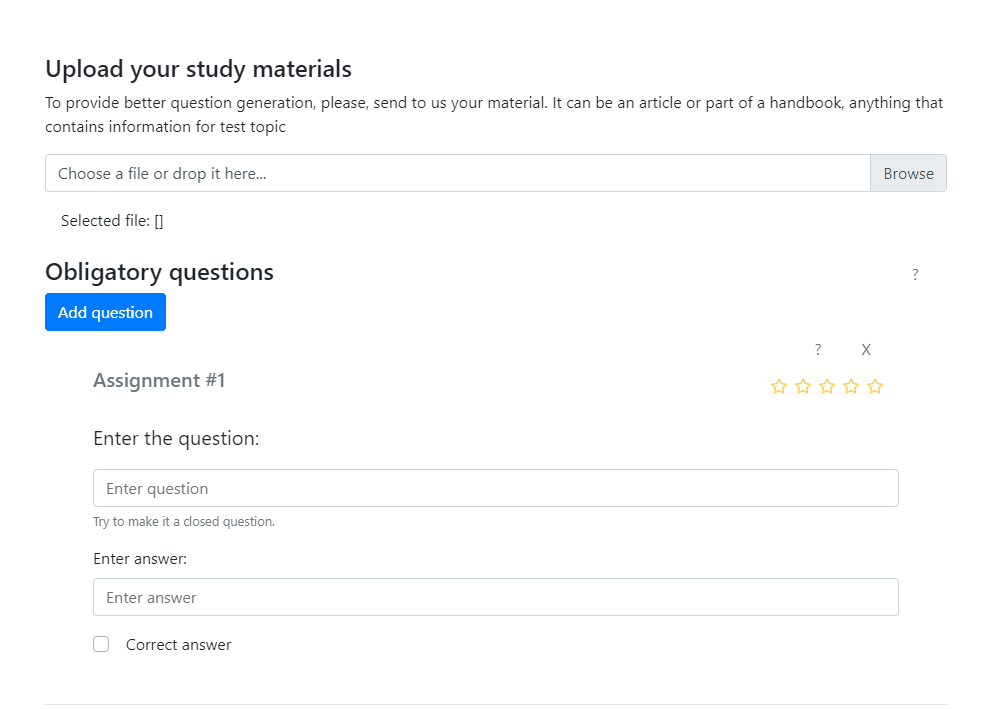 Upload your study materials
To provide better question generation, please, send to us your material. It can be an article or part of a handbook, anything that
contains information for test topic
Choose a file or drop it here...
Browse
Selected file: []
Obligatory questions
?
Add question
? X
Assignment #1
Enter the question:
Enter question
Try to make it a closed question.
Enter answer:
Enter answer
Correct answer